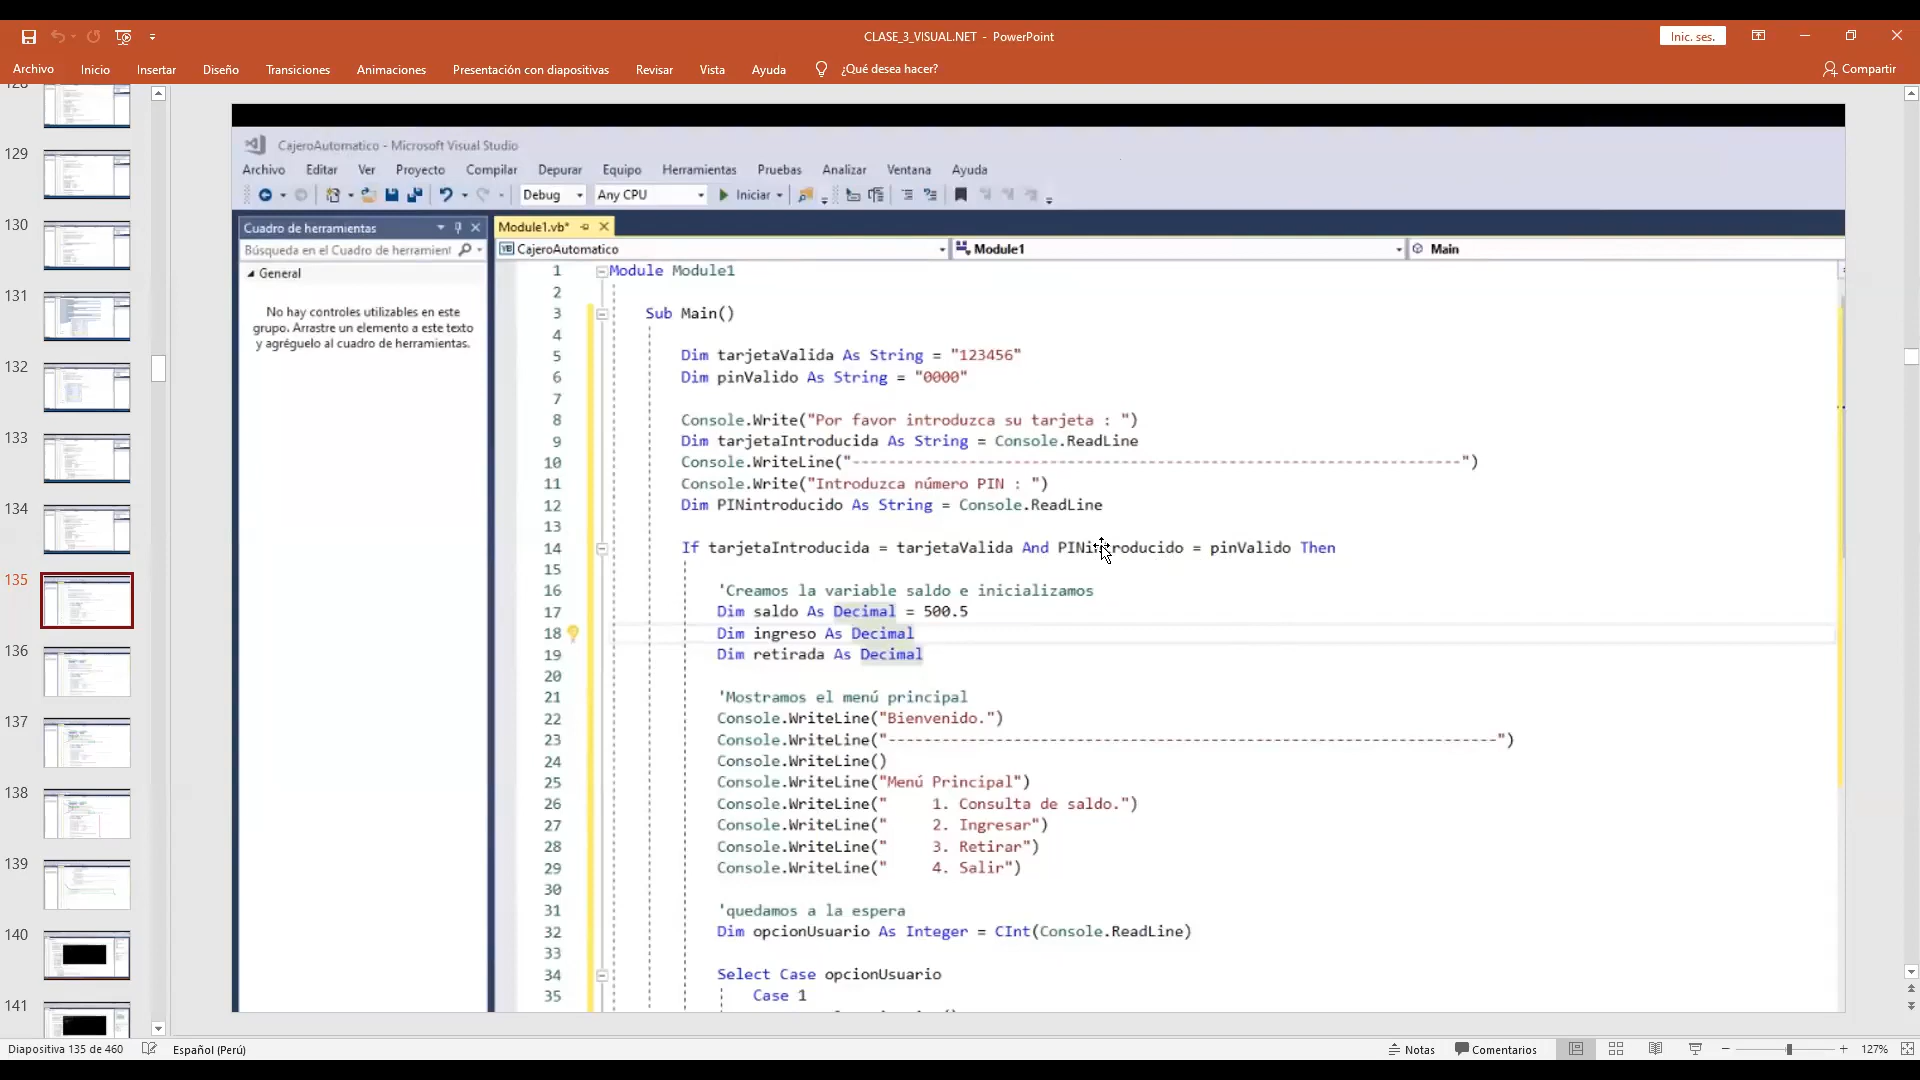 CLASE_3_VISUAL.NET - PowerPoint
Inic. ses.
Archivo Inicio Insertar Diseño Transiciones Animaciones Presentación con diapositivas Revisar Vista Ayuda ¿Qué desea hacer? Compartir
128
129
130
131
132
133
134
135
136
137
138
139
140
141
CajeroAutomatico - Microsoft Visual Studio
Archivo Editar Ver Proyecto Compilar Depurar Equipo Herramientas Pruebas Analizar Ventana Ayuda
Debug Any CPU Iniciar
Cuadro de herramientas
Búsqueda en el Cuadro de herramient
General
No hay controles utilizables en este
grupo. Arrastre un elemento a este texto
y agréguelo al cuadro de herramientas.
Module1.vb*
VB CajeroAutomatico Module1 Main
1 Module Module1
2
3 Sub Main()
4
5 Dim tarjetaValida As String = "123456"
6 Dim pinValido As String = "0000"
7
8 Console.Write("Por favor introduzca su tarjeta : ")
9 Dim tarjetaIntroducida As String = Console.ReadLine
10 Console.WriteLine("--------------------------------------------------------------------")
11 Console.Write("Introduzca número PIN : ")
12 Dim PINintroducido As String = Console.ReadLine
13
14 If tarjetaIntroducida = tarjetaValida And PINintroducido = pinValido Then
15
16 'Creamos la variable saldo e inicializamos
17 Dim saldo As Decimal = 500.5
18 Dim ingreso As Decimal
19 Dim retirada As Decimal
20
21 'Mostramos el menú principal
22 Console.WriteLine("Bienvenido.")
23 Console.WriteLine("--------------------------------------------------------------------")
24 Console.WriteLine()
25 Console.WriteLine("Menú Principal")
26 Console.WriteLine("     1. Consulta de saldo.")
27 Console.WriteLine("     2. Ingresar")
28 Console.WriteLine("     3. Retirar")
29 Console.WriteLine("     4. Salir")
30
31 'quedamos a la espera
32 Dim opcionUsuario As Integer = CInt(Console.ReadLine)
33
34 Select Case opcionUsuario
35 Case 1
Diapositiva 135 de 460 Español (Perú) Notas Comentarios 127%